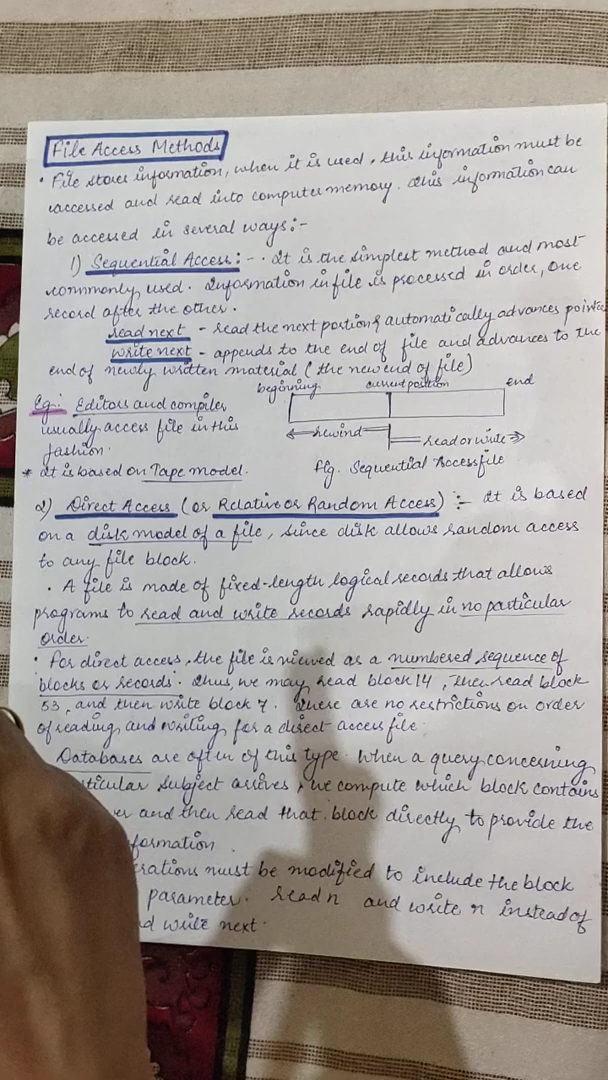 File Access Methods
• File stores information, when it is used, this information must be
accessed and read into computer memory. This information can
be accessed in several ways:-
1) Sequential Access:- · It is the simplest method and most
commonly used. Information in file is processed in order, one
record after the other.
read next - read the next portion & automatically advances pointer
write next - appends to the end of file and advances to the
end of newly written material (the new end of file)
beginning current position end
Eg:- Editors and compiler
usually access file in this
fashion.
rewind
read or write
* It is based on Tape model.
fig. Sequential Access file
2) Direct Access (or Relative or Random Access) :- It is based
on a disk model of a file, since disk allows random access
to any file block.
• A file is made of fixed-length logical records that allows
programs to read and write records rapidly in no particular
order.
• For direct access, the file is viewed as a numbered sequence of
blocks or records. Thus, we may read block 14, then read block
53, and then write block 7. There are no restrictions on order
of reading and writing for a direct access file.
Databases are often of this type. When a query concerning
ticular subject arrives, we compute which block contains
er and then read that block directly to provide the
formation.
rations must be modified to include the block
parameter. read n and write n instead of
d write next.